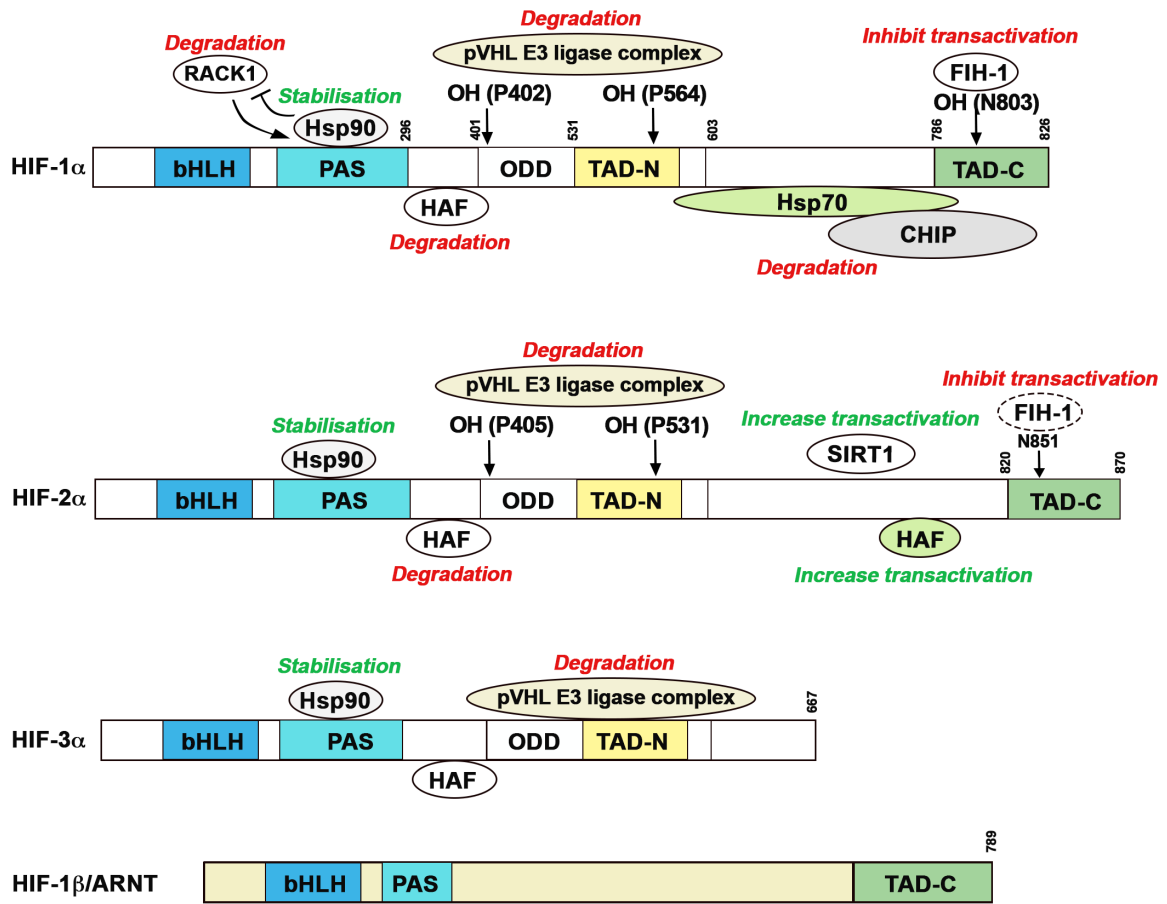 Degradation
pVHL E3 ligase complex
Degradation
RACK1
Stabilisation
Hsp90
OH (P402)
OH (P564)
Inhibit transactivation
FIH-1
OH (N803)
296
401
531
603
786
826
HIF-1α
bHLH
PAS
ODD
TAD-N
TAD-C
HAF
Degradation
Hsp70
CHIP
Degradation
Degradation
pVHL E3 ligase complex
Stabilisation
Hsp90
OH (P405)
OH (P531)
Increase transactivation
SIRT1
Inhibit transactivation
FIH-1
N851
820
870
HIF-2α
bHLH
PAS
ODD
TAD-N
TAD-C
HAF
Degradation
HAF
Increase transactivation
Stabilisation
Hsp90
Degradation
pVHL E3 ligase complex
667
HIF-3α
bHLH
PAS
ODD
TAD-N
HAF
789
HIF-1β/ARNT
bHLH
PAS
TAD-C